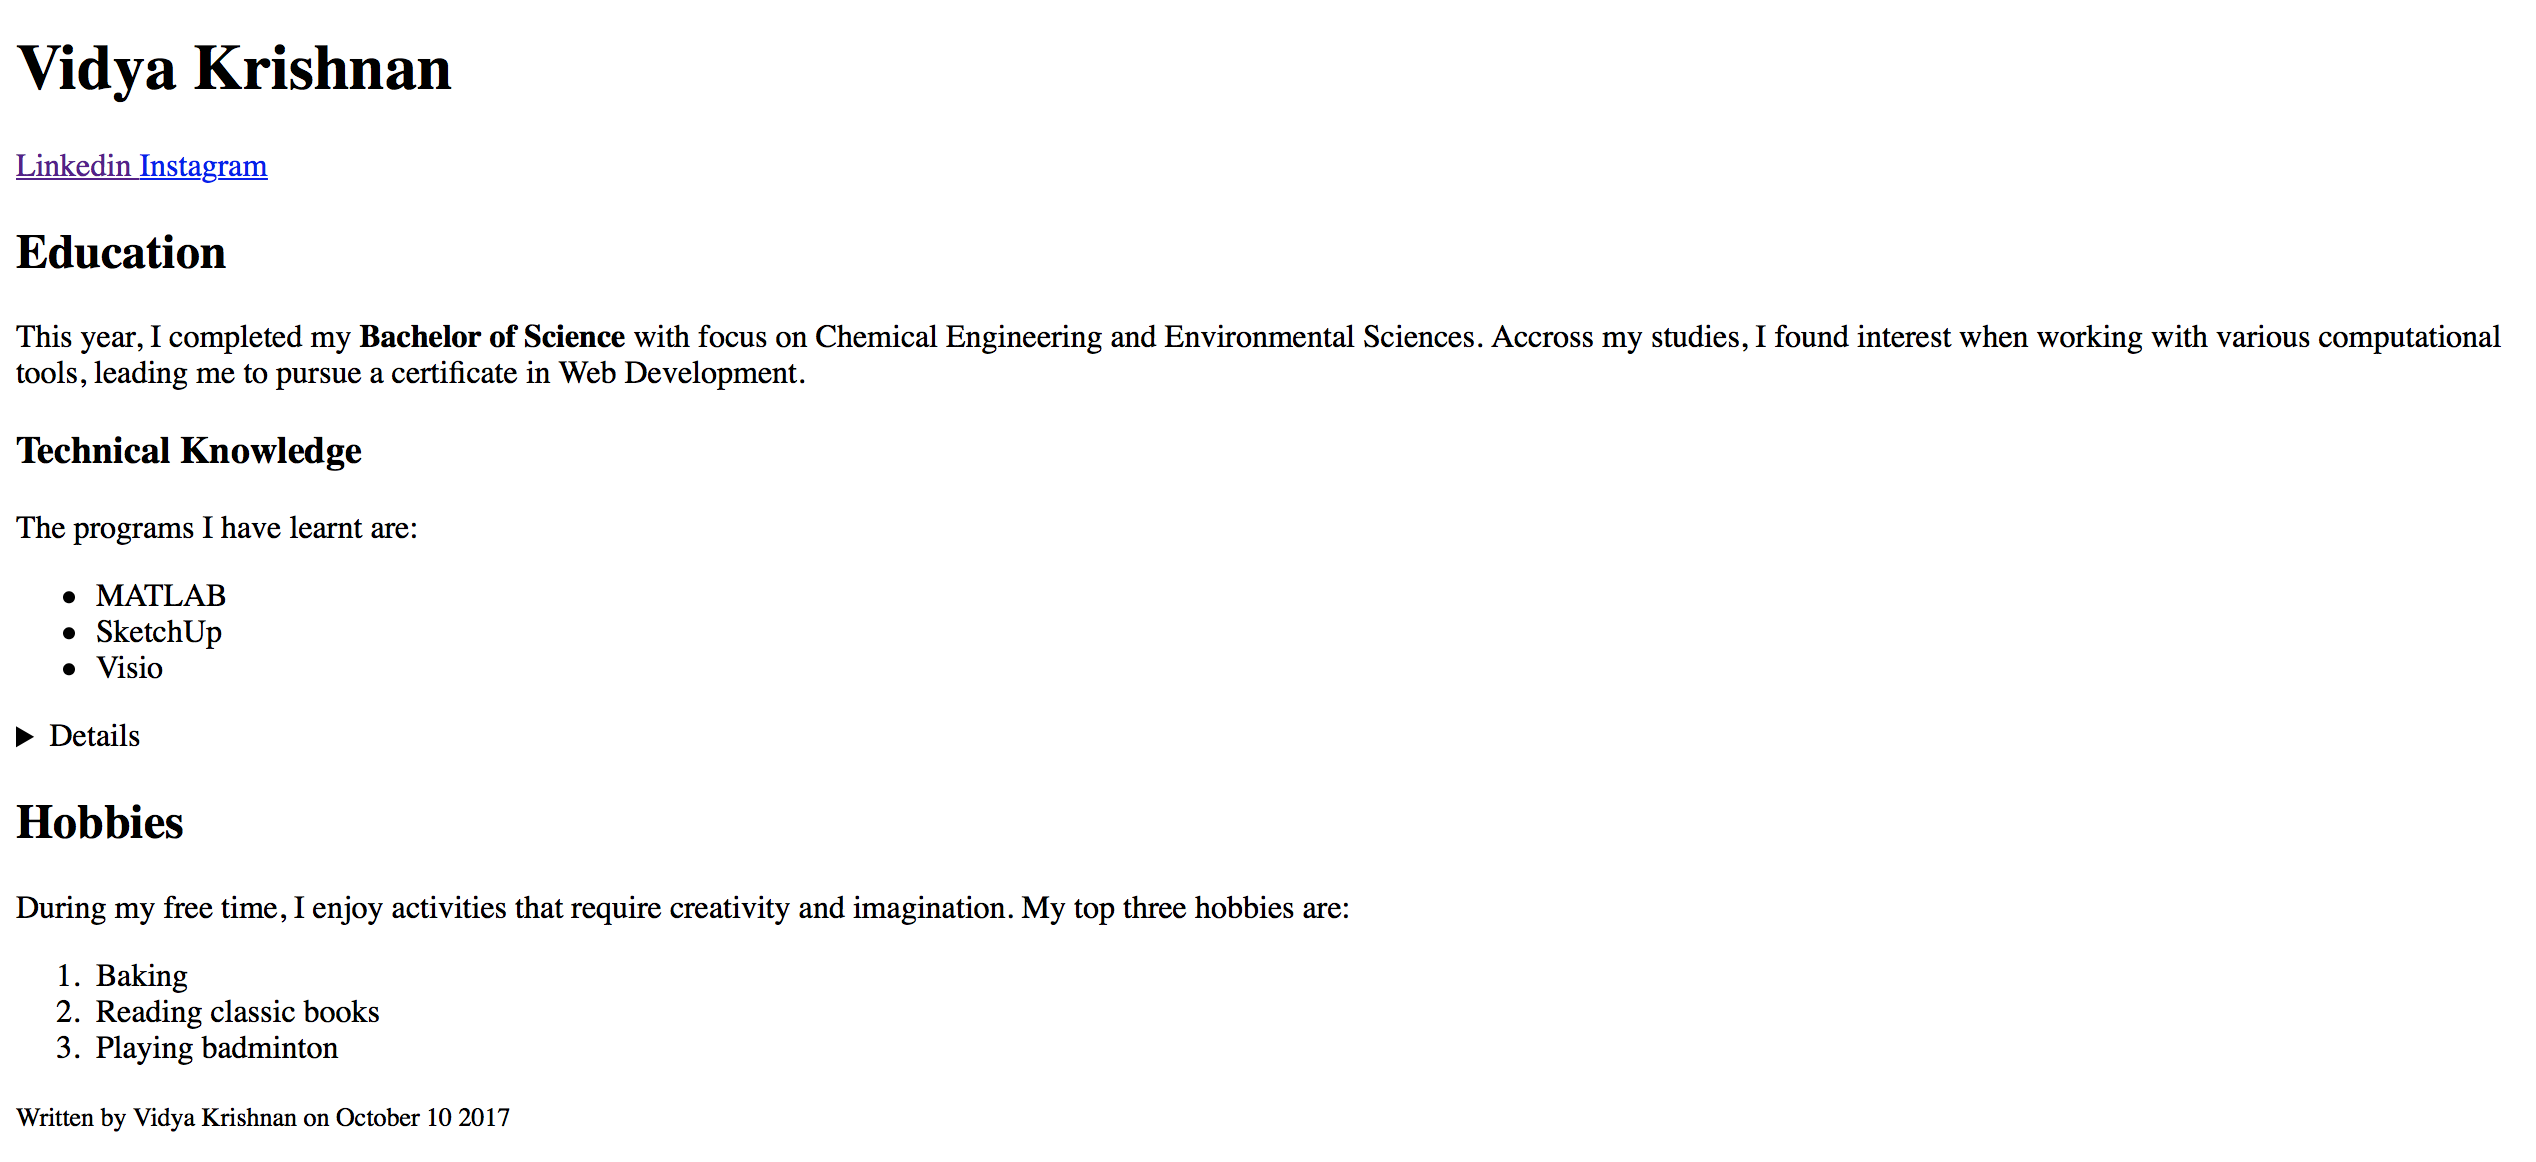 Vidya Krishnan
Linkedin Instagram
Education
This year, I completed my Bachelor of Science with focus on Chemical Engineering and Environmental Sciences. Accross my studies, I found interest when working with various computational
tools, leading me to pursue a certificate in Web Development.
Technical Knowledge
The programs I have learnt are:
• MATLAB
• SketchUp
• Visio
▶ Details
Hobbies
During my free time, I enjoy activities that require creativity and imagination. My top three hobbies are:
1. Baking
2. Reading classic books
3. Playing badminton
Written by Vidya Krishnan on October 10 2017